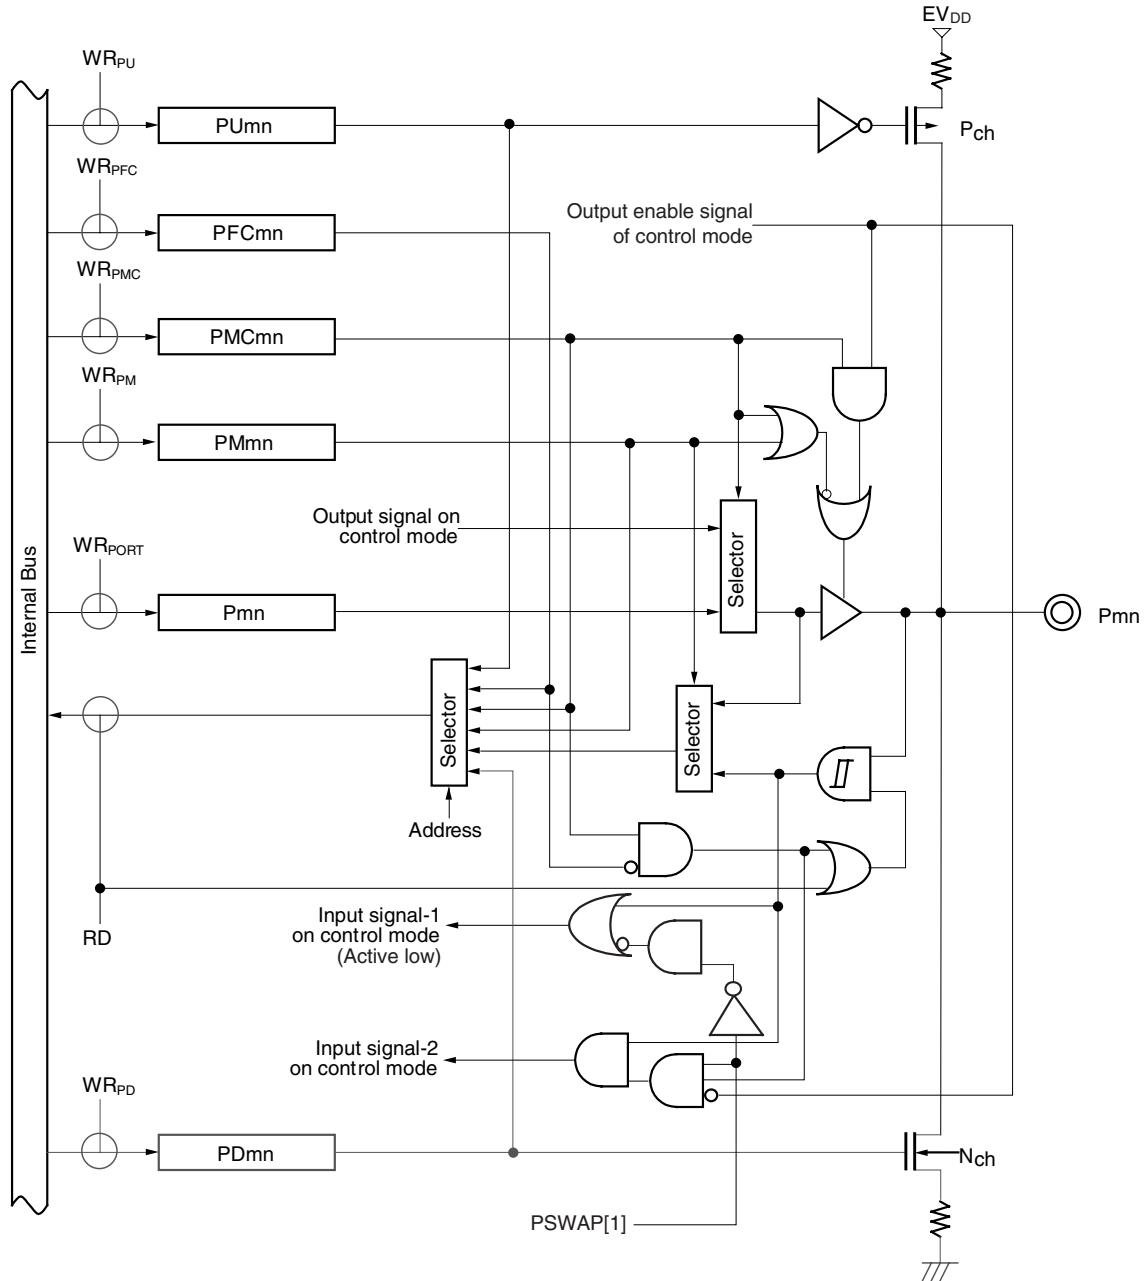 EVDD
WRPU
PUmn
Pch
WRPFC
PFCmn
Output enable signal
of control mode
WRPMC
PMCmn
WRPM
PMmn
Output signal on
control mode
Selector
WRPORT
Internal Bus
Pmn
Pmn
Selector
Selector
Address
RD
Input signal-1
on control mode
(Active low)
Input signal-2
on control mode
WRPD
PDmn
Nch
PSWAP[1]